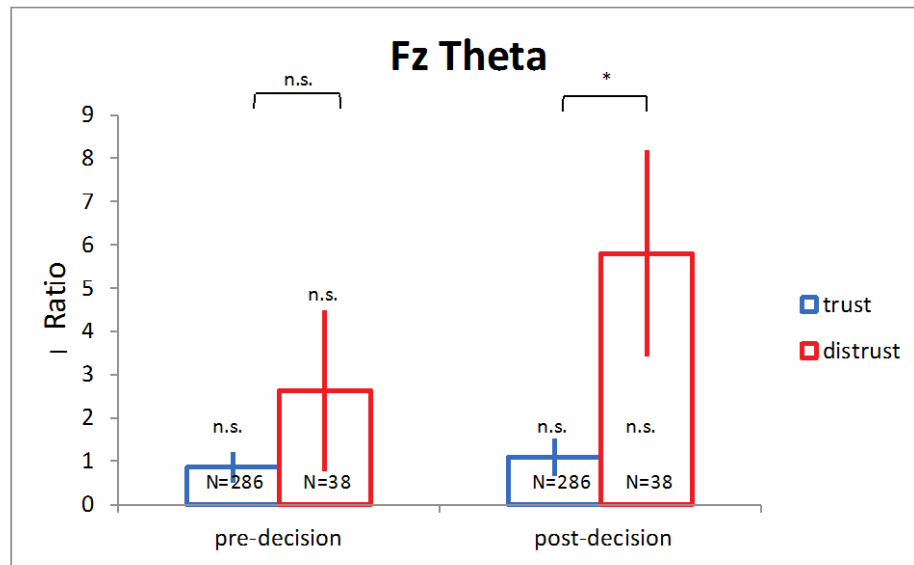 Fz Theta
n.s.
*
9
8
7
6
5
4
3
2
1
0
I Ratio
n.s.
n.s.
n.s.
n.s.
N=286
N=38
N=286
N=38
pre-decision
post-decision
trust
distrust